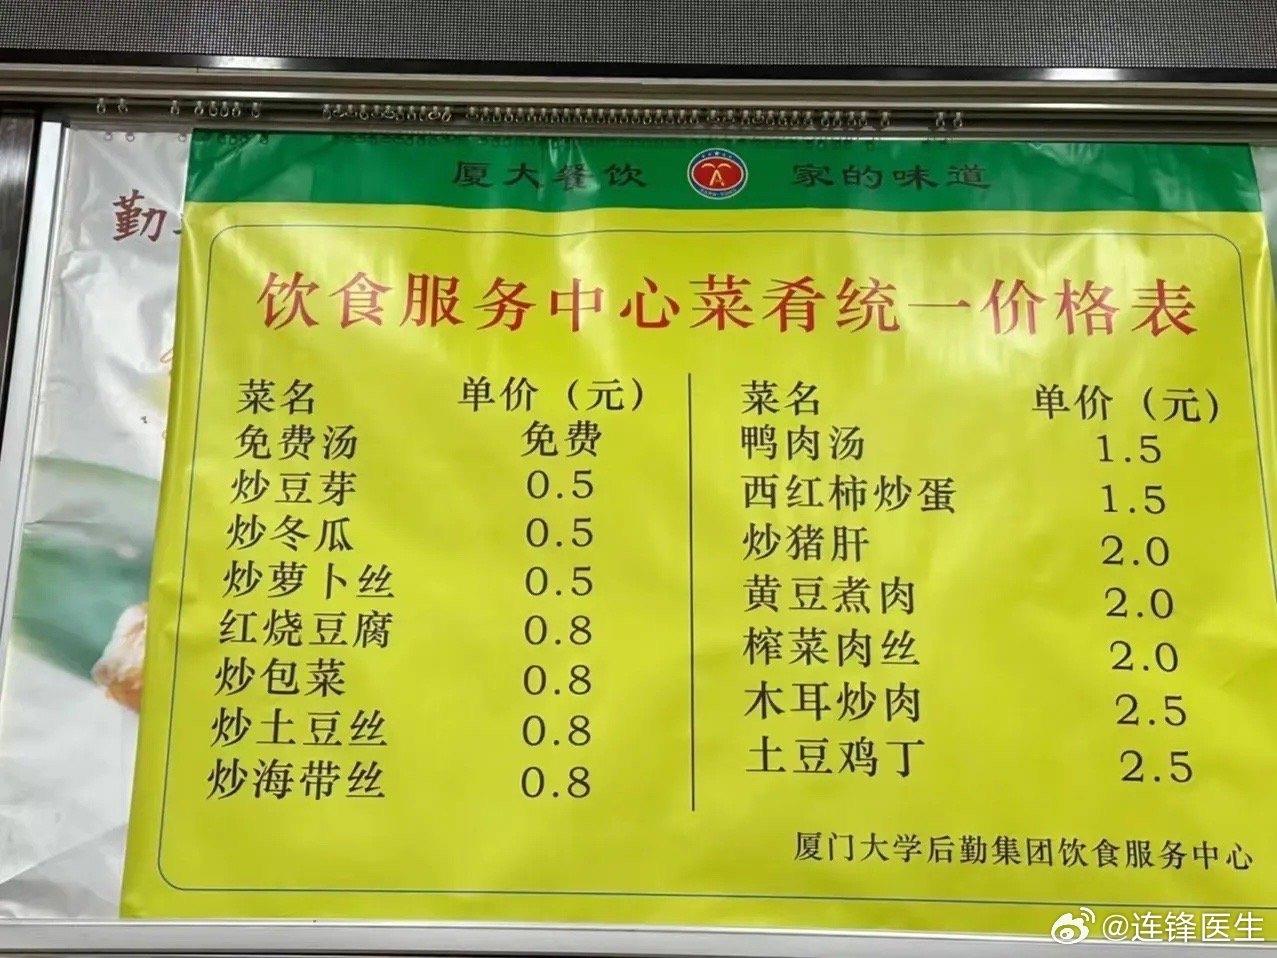 厦大餐饮 家的味道
勤
饮食服务中心菜肴统一价格表
菜名 单价（元）
免费汤 免费
炒豆芽 0.5
炒冬瓜 0.5
炒萝卜丝 0.5
红烧豆腐 0.8
炒包菜 0.8
炒土豆丝 0.8
炒海带丝 0.8
菜名 单价（元）
鸭肉汤 1.5
西红柿炒蛋 1.5
炒猪肝 2.0
黄豆煮肉 2.0
榨菜肉丝 2.0
木耳炒肉 2.5
土豆鸡丁 2.5
厦门大学后勤集团饮食服务中心
@连锋医生